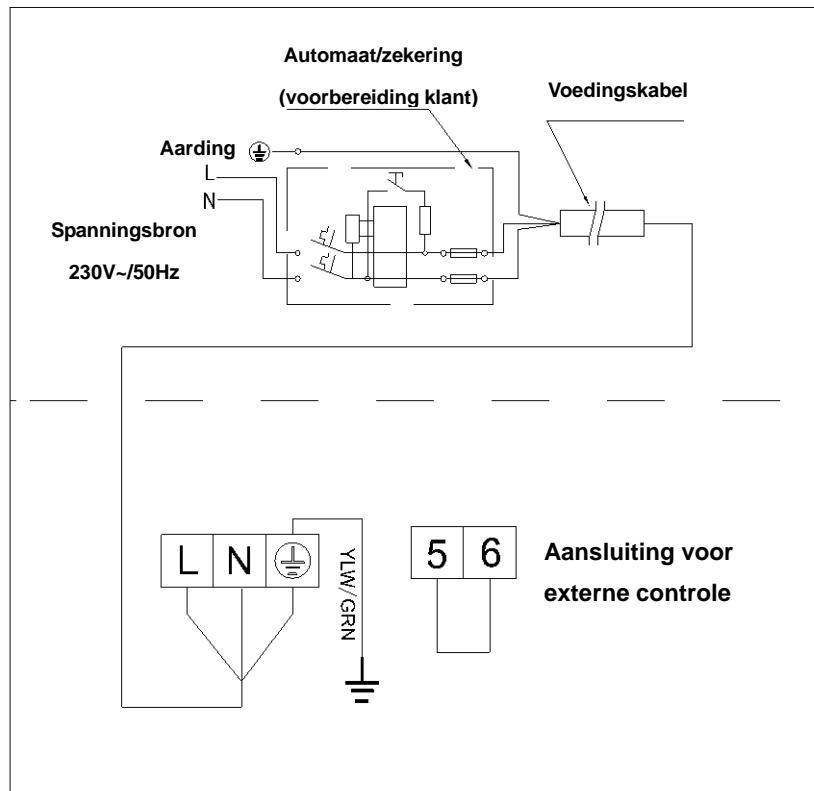 Automaat/zekering
(voorbereiding klant)
Voedingskabel
Aarding
L
N
Spanningsbron
230V~/50Hz
L N
YLW/GRN
5 6
Aansluiting voor
externe controle